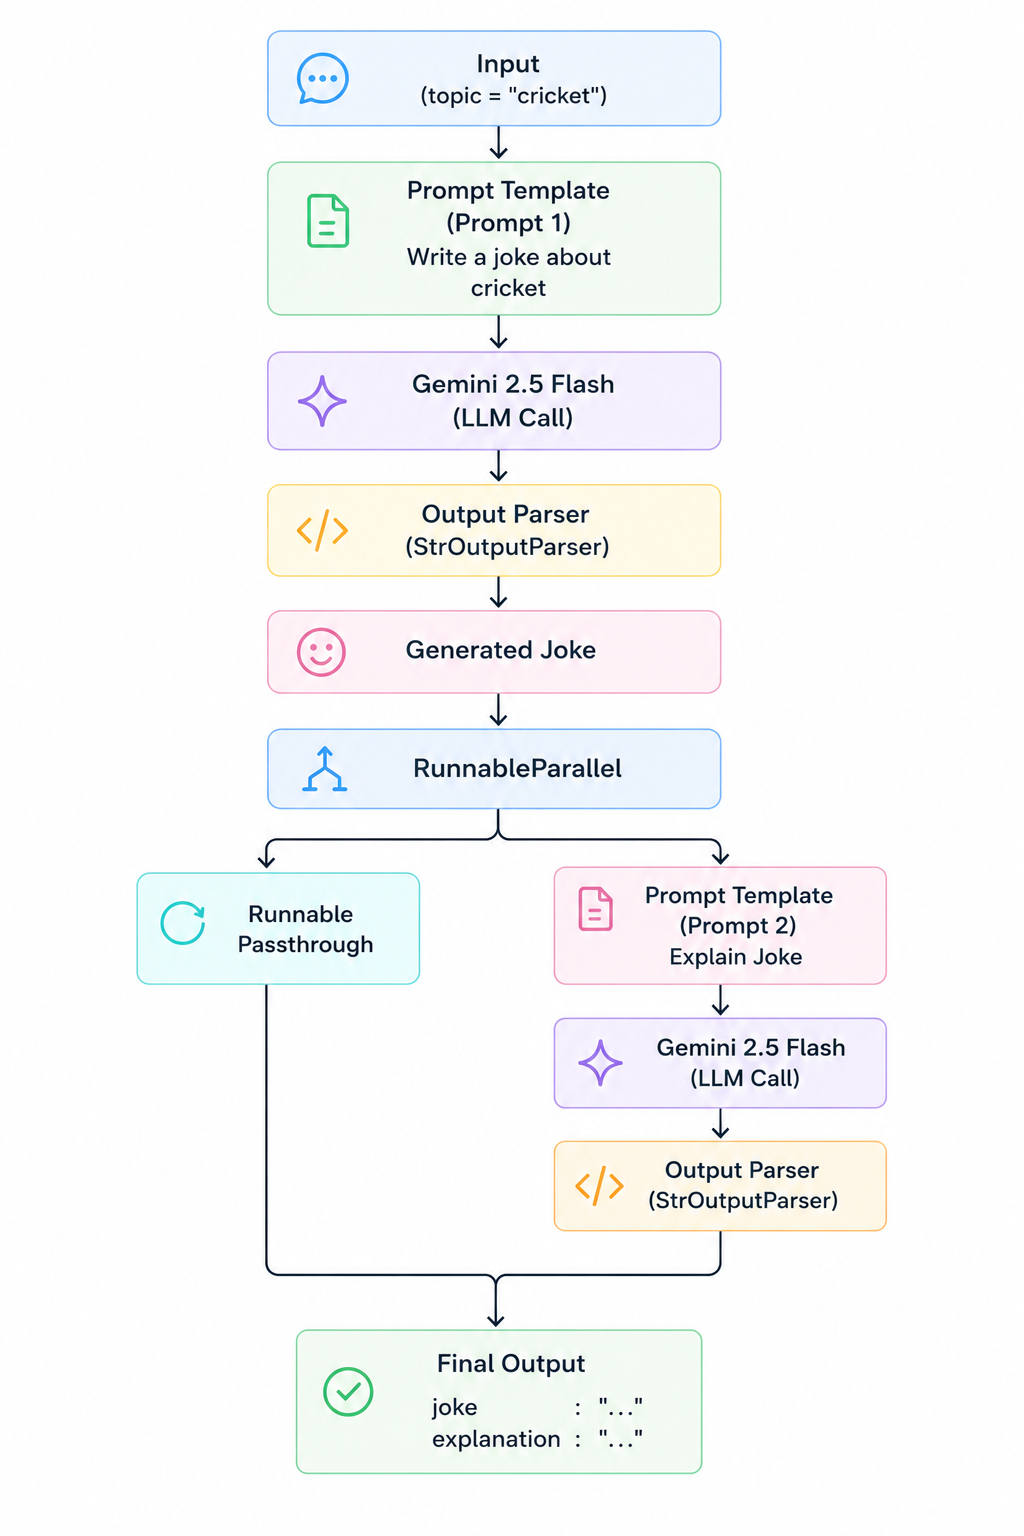 Input
(topic = "cricket")
Prompt Template
(Prompt 1)
Write a joke about
cricket
Gemini 2.5 Flash
(LLM Call)
Output Parser
(StrOutputParser)
Generated Joke
RunnableParallel
Runnable
Passthrough
Prompt Template
(Prompt 2)
Explain Joke
Gemini 2.5 Flash
(LLM Call)
Output Parser
(StrOutputParser)
Final Output
joke : "..."
explanation : "..."